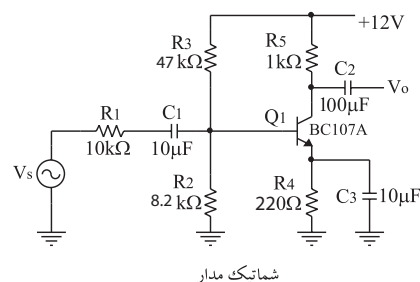 +12V
R3
47 kΩ
R5
1kΩ
C2
Vo
100μF
R1
10kΩ
C1
10μF
Q1
BC107A
Vs
R2
8.2 kΩ
R4
220Ω
C3
10μF
شماتیک مدار